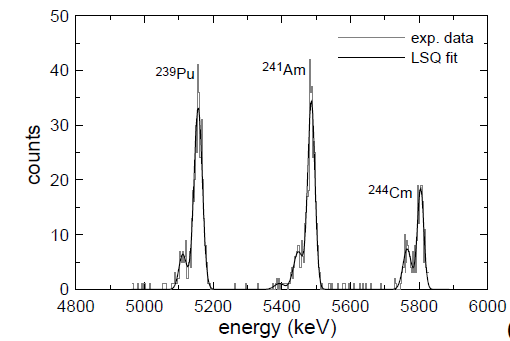 50
40
30
20
10
0
counts
exp. data
LSQ fit
²³⁹Pu
²⁴¹Am
²⁴⁴Cm
4800 5000 5200 5400 5600 5800 6000
energy (keV)
(